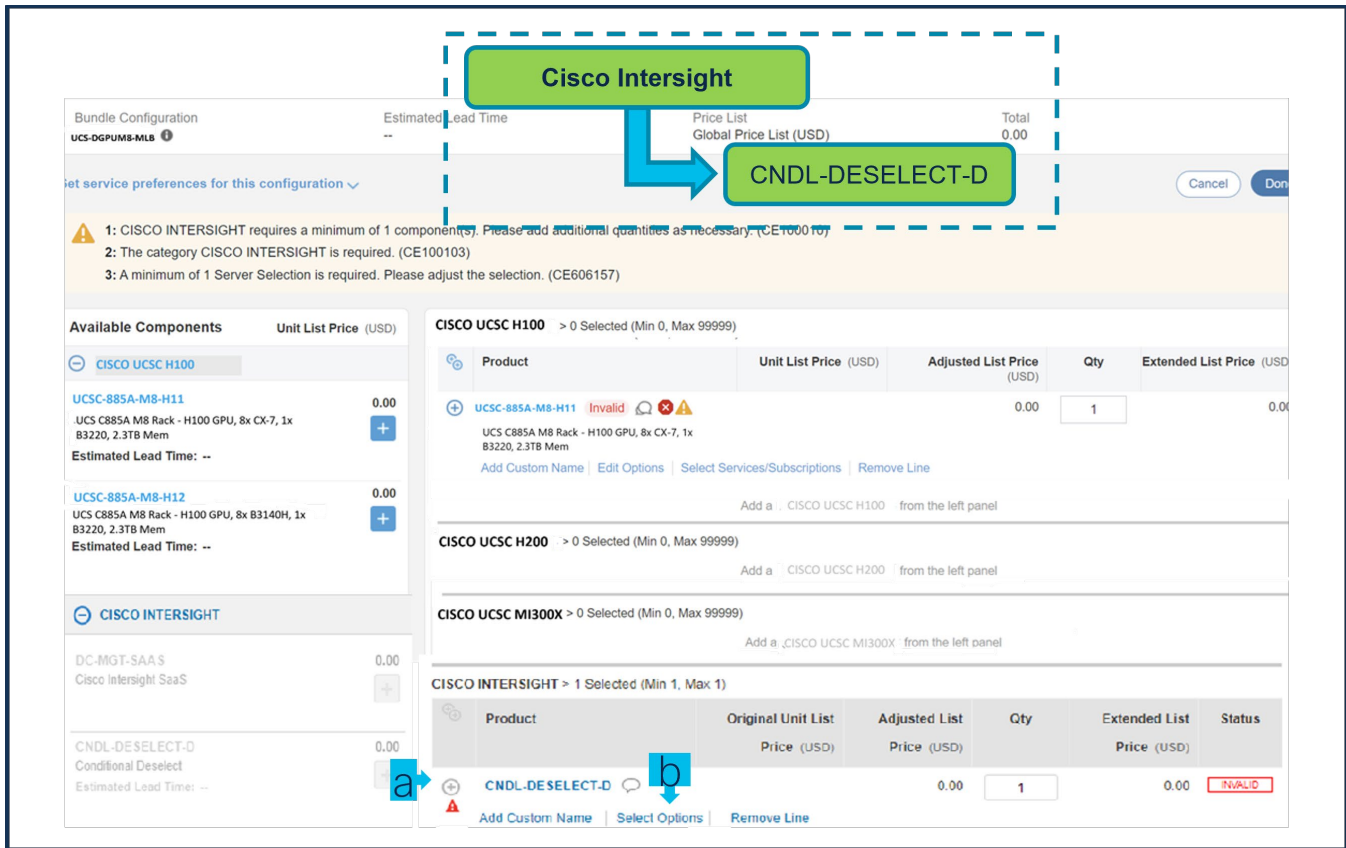 Cisco Intersight
CNDL-DESELECT-D
Bundle Configuration
UCS-DGPUM8-MLB
Estimated Lead Time
--
Price List
Global Price List (USD)
Total
0.00
Set service preferences for this configuration
Cancel
Done
1: CISCO INTERSIGHT requires a minimum of 1 component(s). Please add additional quantities as necessary. (CE100010)
2: The category CISCO INTERSIGHT is required. (CE100103)
3: A minimum of 1 Server Selection is required. Please adjust the selection. (CE606157)
Available Components
Unit List Price (USD)
CISCO UCSC H100
UCSC-885A-M8-H11
0.00
UCS C885A M8 Rack - H100 GPU, 8x CX-7, 1x
B3220, 2.3TB Mem
+
Estimated Lead Time: --
UCSC-885A-M8-H12
0.00
UCS C885A M8 Rack - H100 GPU, 8x B3140H, 1x
B3220, 2.3TB Mem
+
Estimated Lead Time: --
CISCO INTERSIGHT
DC-MGT-SAAS
0.00
Cisco Intersight SaaS
+
CNDL-DESELECT-D
0.00
Conditional Deselect
Estimated Lead Time: --
CISCO UCSC H100 > 0 Selected (Min 0, Max 99999)
Product
Unit List Price (USD)
Adjusted List Price
(USD)
Qty
Extended List Price (USD
UCSC-885A-M8-H11 Invalid
0.00
1
0.00
UCS C885A M8 Rack - H100 GPU, 8x CX-7, 1x
B3220, 2.3TB Mem
Add Custom Name | Edit Options | Select Services/Subscriptions | Remove Line
Add a CISCO UCSC H100 from the left panel
CISCO UCSC H200 > 0 Selected (Min 0, Max 99999)
Add a CISCO UCSC H200 from the left panel
CISCO UCSC MI300X > 0 Selected (Min 0, Max 99999)
Add a CISCO UCSC MI300X from the left panel
CISCO INTERSIGHT > 1 Selected (Min 1, Max 1)
Product
Original Unit List
Price (USD)
Adjusted List
Price (USD)
Qty
Extended List
Price (USD)
Status
a
CNDL-DESELECT-D
b
0.00
1
0.00
INVALID
Add Custom Name | Select Options | Remove Line